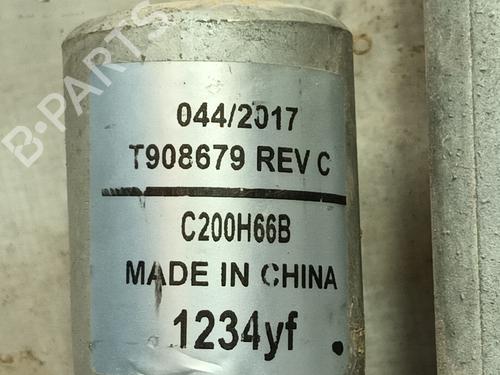 B-PARTS
044/2017
T908679 REV C
C200H66B
MADE IN CHINA
1234yf